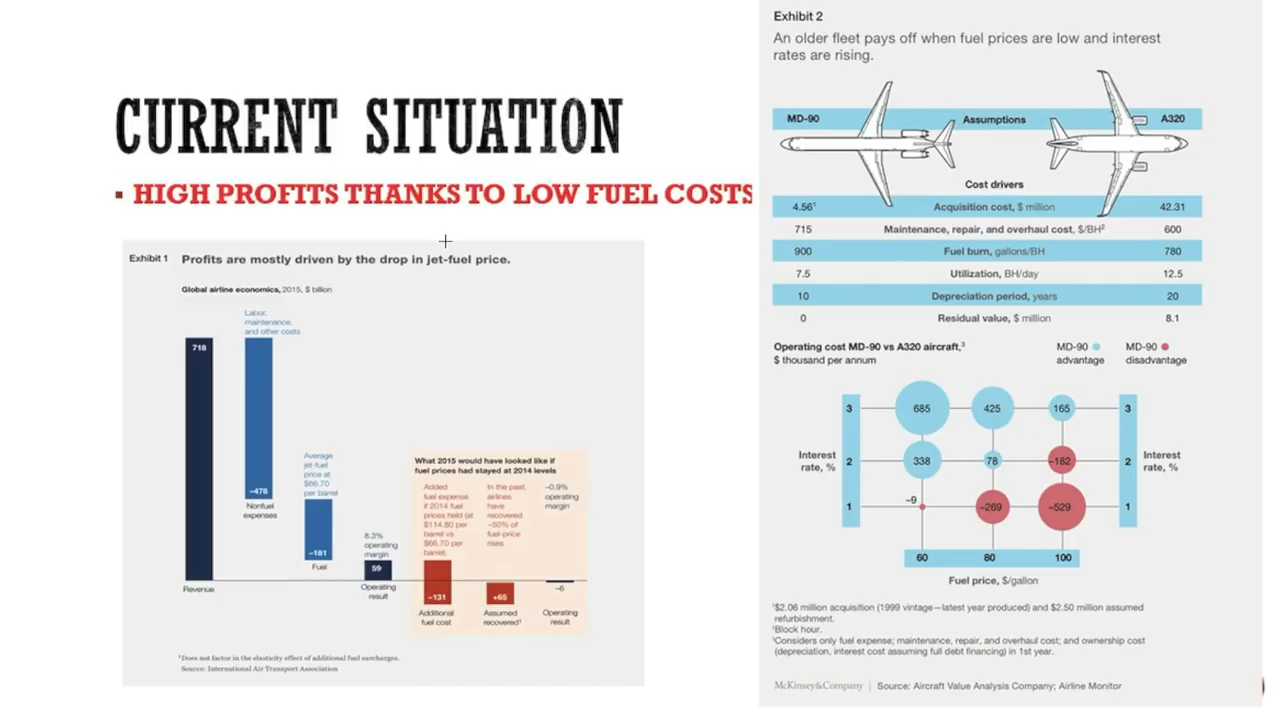 CURRENT SITUATION
▪ HIGH PROFITS THANKS TO LOW FUEL COSTS
Exhibit 1 Profits are mostly driven by the drop in jet-fuel price.
Global airline economics, 2015, $ billion
718
Revenue
Labor,
maintenance,
and other costs
–478
Nonfuel
expenses
Average
jet-fuel
price at
$66.70
per barrel
–181
Fuel
8.3%
operating
margin
59
Operating
result
What 2015 would have looked like if
fuel prices had stayed at 2014 levels
Added
fuel expense
if 2014 fuel
prices held (at
$114.80 per
barrel vs
$66.70 per
barrel)
–131
Additional
fuel cost
In the past,
airlines
have
recovered
~50% of
fuel-price
rises
+65
Assumed
recovered¹
–0.9%
operating
margin
–6
Operating
result
¹Does not factor in the elasticity effect of additional fuel surcharges.
Source: International Air Transport Association
Exhibit 2
An older fleet pays off when fuel prices are low and interest
rates are rising.
MD-90 Assumptions A320
Cost drivers
4.56¹ Acquisition cost, $ million 42.31
715 Maintenance, repair, and overhaul cost, $/BH² 600
900 Fuel burn, gallons/BH 780
7.5 Utilization, BH/day 12.5
10 Depreciation period, years 20
0 Residual value, $ million 8.1
Operating cost MD-90 vs A320 aircraft,³
$ thousand per annum
MD-90
advantage
MD-90
disadvantage
3 685 425 165 3
Interest
rate, %
2 338 78 –182 2
Interest
rate, %
1 –9 –269 –529 1
60 80 100
Fuel price, $/gallon
¹$2.06 million acquisition (1999 vintage—latest year produced) and $2.50 million assumed
refurbishment.
²Block hour.
³Considers only fuel expense; maintenance, repair, and overhaul cost; and ownership cost
(depreciation, interest cost assuming full debt financing) in 1st year.
McKinsey&Company | Source: Aircraft Value Analysis Company; Airline Monitor